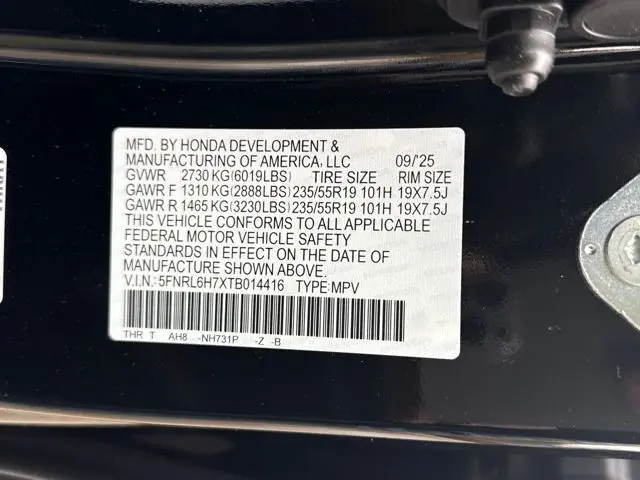 MFD. BY HONDA DEVELOPMENT &
MANUFACTURING OF AMERICA, LLC 09/'25
GVWR 2730 KG(6019LBS) TIRE SIZE RIM SIZE
GAWR F 1310 KG(2888LBS) 235/55R19 101H 19X7.5J
GAWR R 1465 KG(3230LBS) 235/55R19 101H 19X7.5J
THIS VEHICLE CONFORMS TO ALL APPLICABLE
FEDERAL MOTOR VEHICLE SAFETY
STANDARDS IN EFFECT ON THE DATE OF
MANUFACTURE SHOWN ABOVE.
V.I.N.: 5FNRL6H7XTB014416 TYPE:MPV
THR T AH8 -NH731P -Z -B